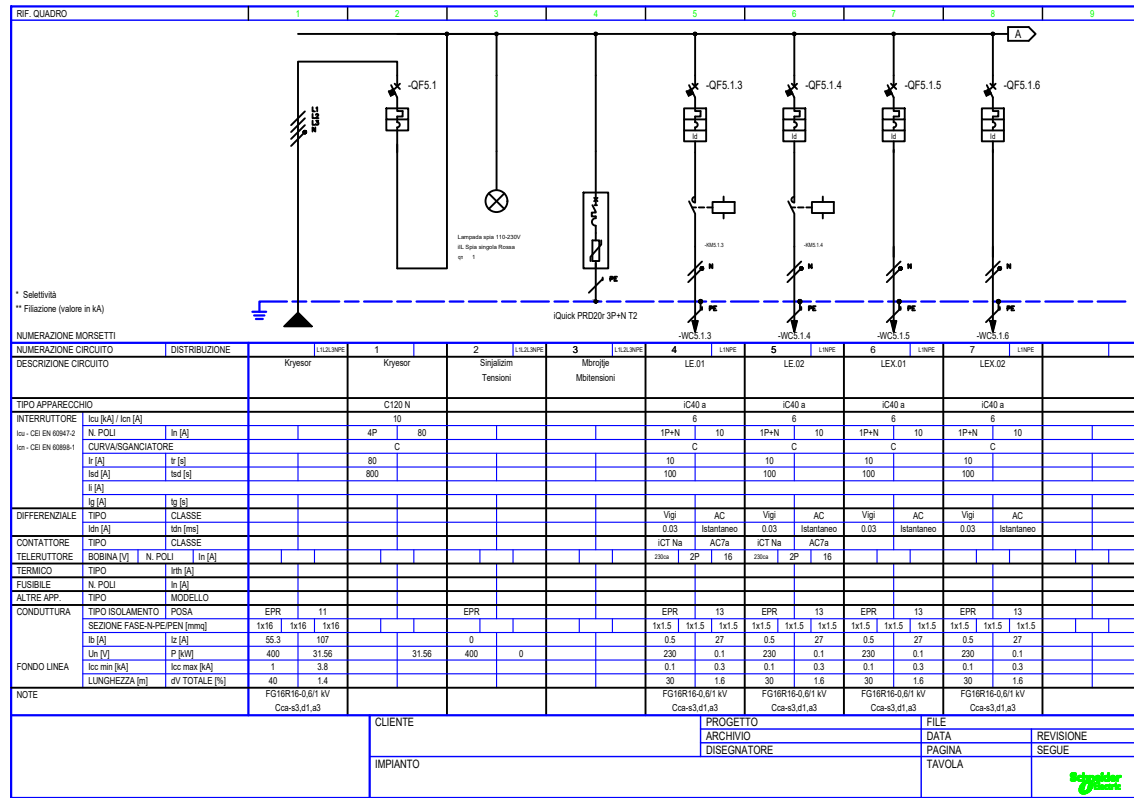 RIF. QUADRO 1 2 3 4 5 6 7 8 9
A
-QF5.1 -QF5.1.3 -QF5.1.4 -QF5.1.5 -QF5.1.6
Id Id Id Id
Lampada spia 110-230V
iIL Spia singola Rossa
qt 1
-KM5.1.3 -KM5.1.4
N N N N
PE
PE PE PE PE
* Selettività
** Filiazione (valore in kA)
iQuick PRD20r 3P+N T2
NUMERAZIONE MORSETTI -WC5.1.3 -WC5.1.4 -WC5.1.5 -WC5.1.6
NUMERAZIONE CIRCUITO DISTRIBUZIONE L1L2L3NPE 1 2 L1L2L3NPE 3 L1L2L3NPE 4 L1NPE 5 L1NPE 6 L1NPE 7 L1NPE
DESCRIZIONE CIRCUITO Kryesor Kryesor Sinjalizim Mbrojtje LE.01 LE.02 LEX.01 LEX.02
Tensioni Mbitensioni
TIPO APPARECCHIO C120 N iC40 a iC40 a iC40 a iC40 a
INTERRUTTORE Icu [kA] / Icn [A] 10 6 6 6 6
Icu - CEI EN 60947-2 N. POLI In [A] 4P 80 1P+N 10 1P+N 10 1P+N 10 1P+N 10
Icn - CEI EN 60898-1 CURVA/SGANCIATORE C C C C C
Ir [A] tr [s] 80 10 10 10 10
Isd [A] tsd [s] 800 100 100 100 100
Ii [A]
Ig [A] tg [s]
DIFFERENZIALE TIPO CLASSE Vigi AC Vigi AC Vigi AC Vigi AC
Idn [A] tdn [ms] 0.03 Istantaneo 0.03 Istantaneo 0.03 Istantaneo 0.03 Istantaneo
CONTATTORE TIPO CLASSE iCT Na AC7a iCT Na AC7a
TELERUTTORE BOBINA [V] N. POLI In [A] 230ca 2P 16 230ca 2P 16
TERMICO TIPO Irth [A]
FUSIBILE N. POLI In [A]
ALTRE APP. TIPO MODELLO
CONDUTTURA TIPO ISOLAMENTO POSA EPR 11 EPR EPR 13 EPR 13 EPR 13 EPR 13
SEZIONE FASE-N-PE/PEN [mmq] 1x16 1x16 1x16 1x1.5 1x1.5 1x1.5 1x1.5 1x1.5 1x1.5 1x1.5 1x1.5 1x1.5 1x1.5 1x1.5 1x1.5
Ib [A] Iz [A] 55.3 107 0 0.5 27 0.5 27 0.5 27 0.5 27
Un [V] P [kW] 400 31.56 31.56 400 0 230 0.1 230 0.1 230 0.1 230 0.1
FONDO LINEA Icc min [kA] Icc max [kA] 1 3.8 0.1 0.3 0.1 0.3 0.1 0.3 0.1 0.3
LUNGHEZZA [m] dV TOTALE [%] 40 1.4 30 1.6 30 1.6 30 1.6 30 1.6
NOTE FG16R16-0,6/1 kV FG16R16-0,6/1 kV FG16R16-0,6/1 kV FG16R16-0,6/1 kV FG16R16-0,6/1 kV
Cca-s3,d1,a3 Cca-s3,d1,a3 Cca-s3,d1,a3 Cca-s3,d1,a3 Cca-s3,d1,a3
CLIENTE PROGETTO FILE
ARCHIVIO DATA REVISIONE
DISEGNATORE PAGINA SEGUE
IMPIANTO TAVOLA
Schneider
Electric